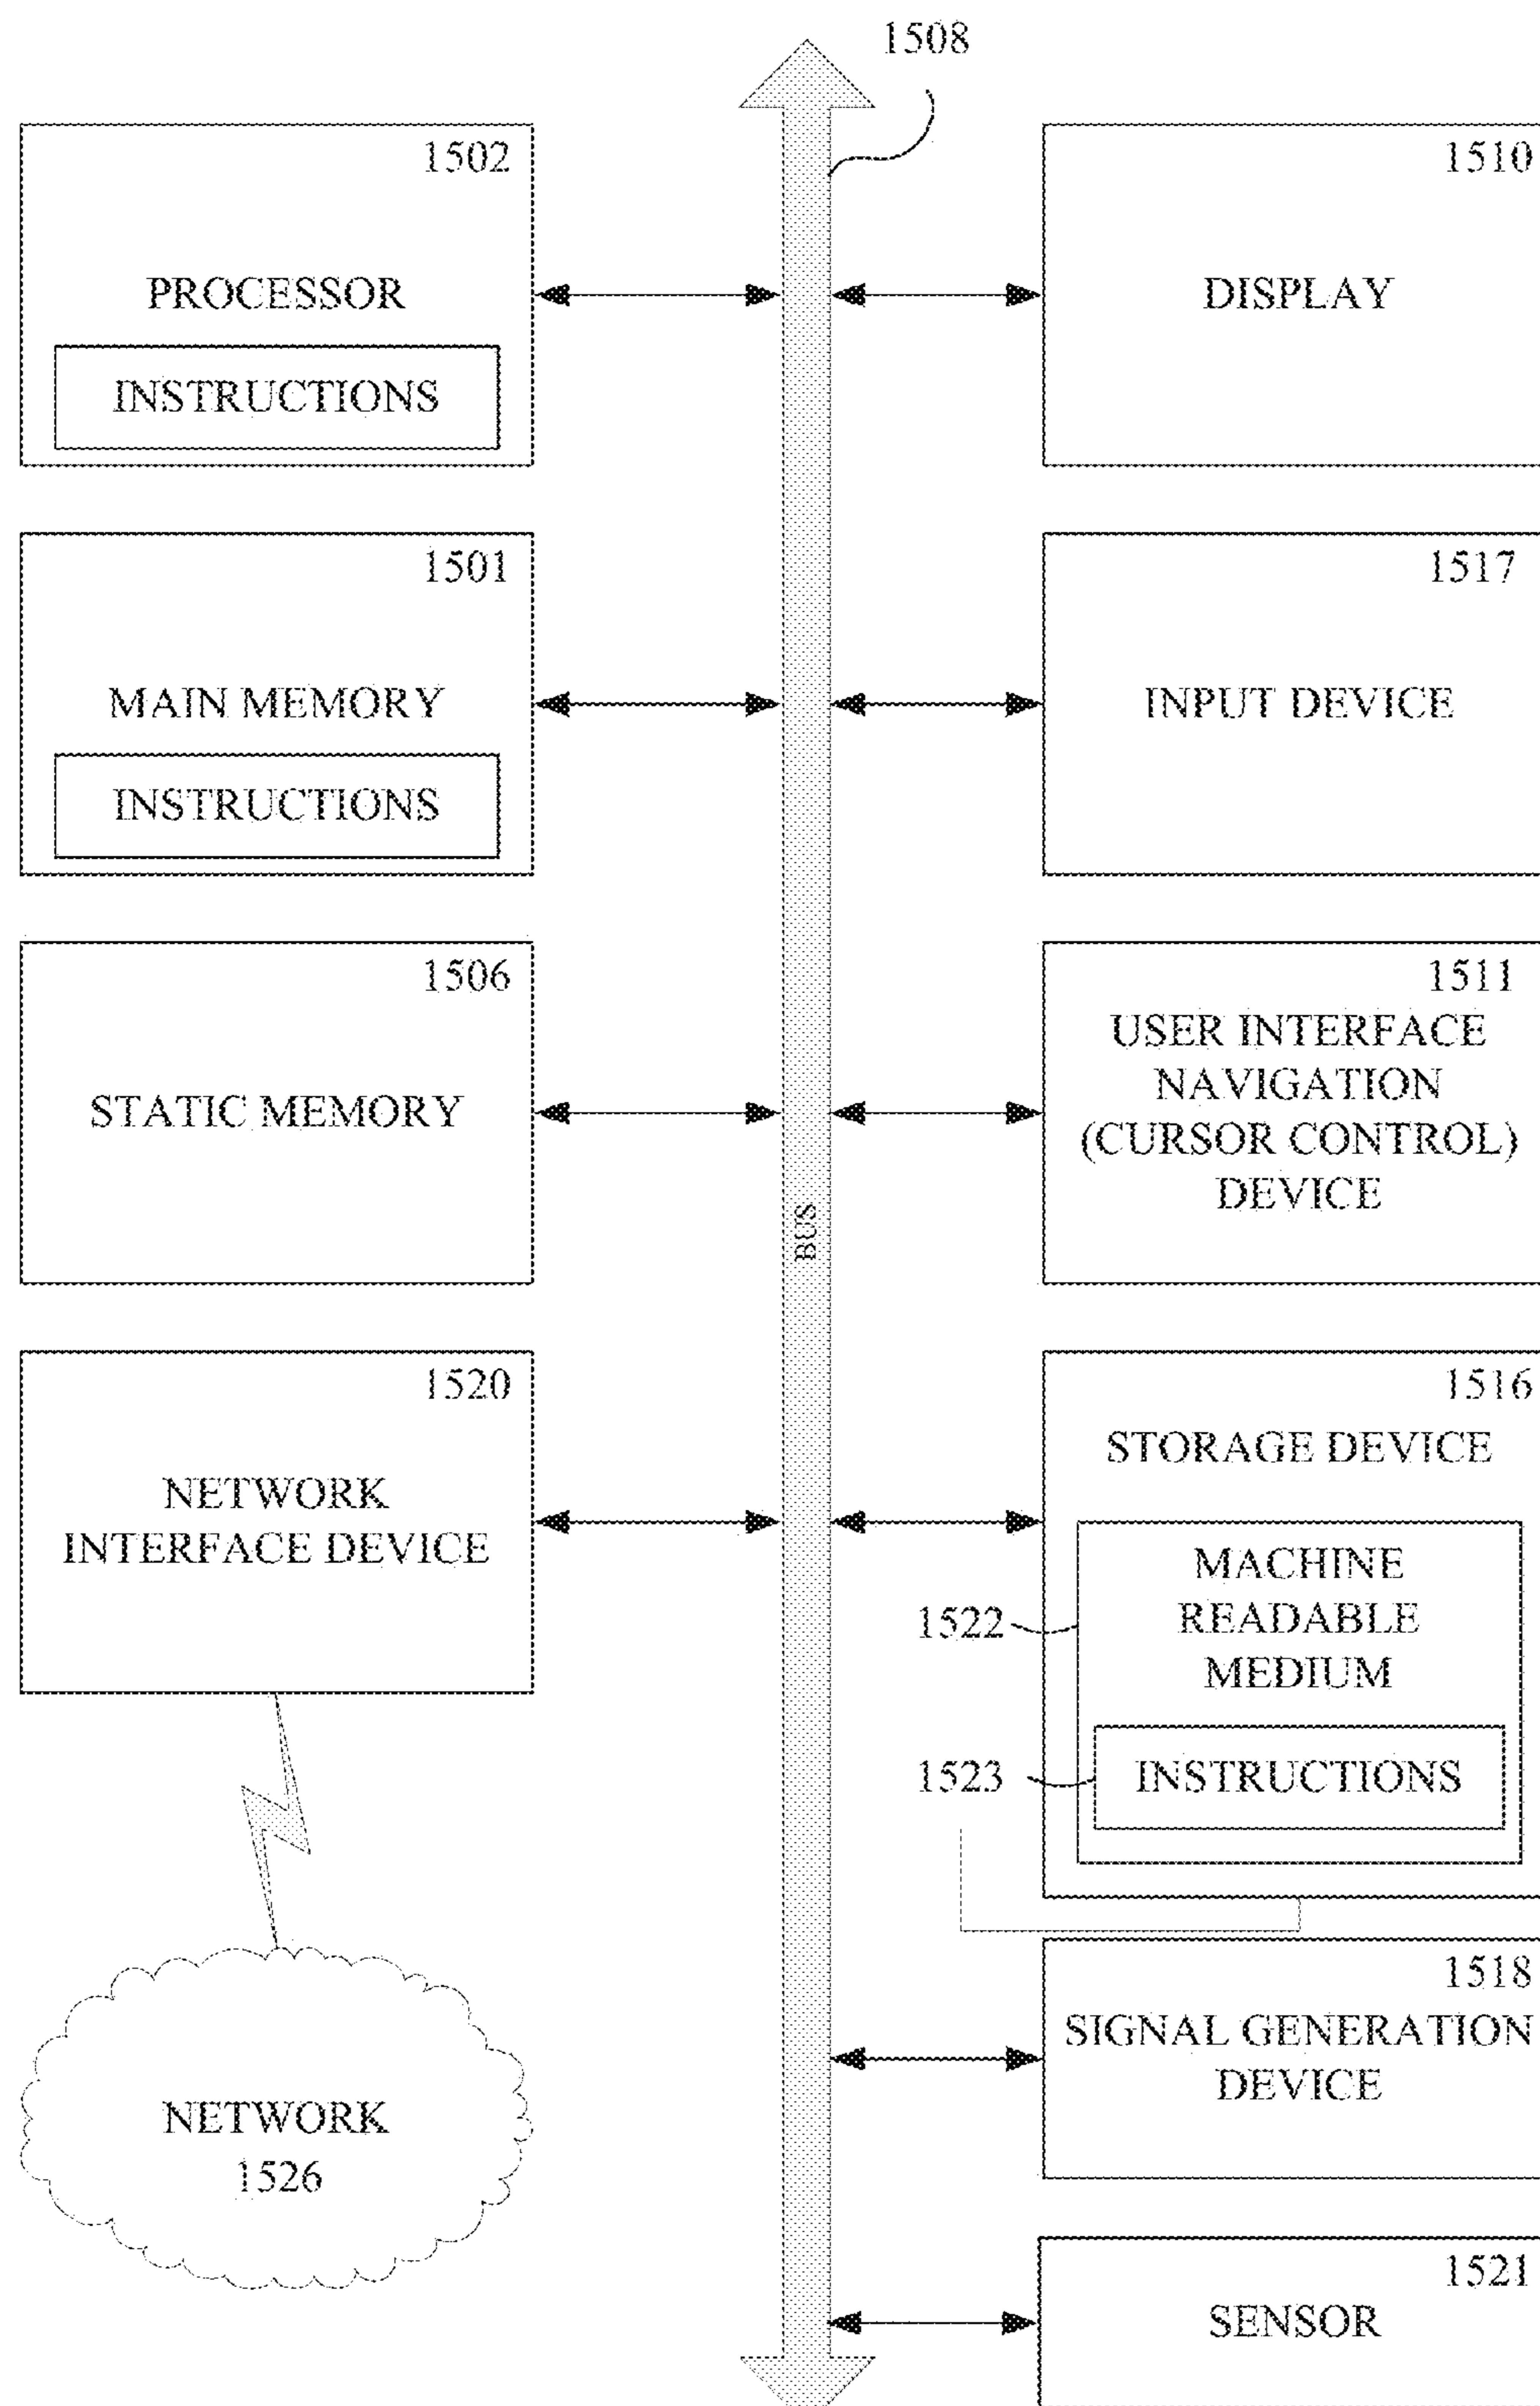 1508
1502
PROCESSOR
INSTRUCTIONS
1510
DISPLAY
1501
MAIN MEMORY
INSTRUCTIONS
1517
INPUT DEVICE
1506
STATIC MEMORY
1511
USER INTERFACE
NAVIGATION
(CURSOR CONTROL)
DEVICE
BUS
1520
NETWORK
INTERFACE DEVICE
1516
STORAGE DEVICE
1522
MACHINE
READABLE
MEDIUM
1523
INSTRUCTIONS
NETWORK
1526
1518
SIGNAL GENERATION
DEVICE
1521
SENSOR